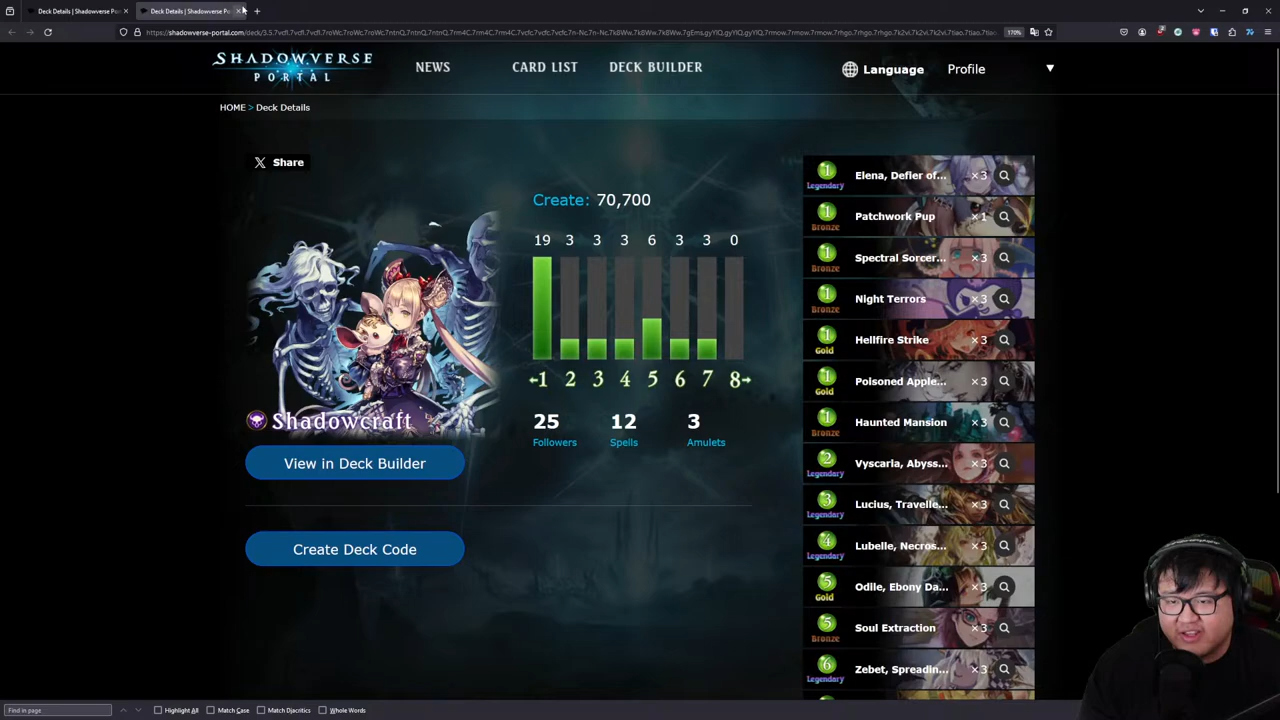 Deck Details | Shadowverse Po
Deck Details | Shadowverse Po
170%
SHADOWVERSE
PORTAL
NEWS
CARD LIST
DECK BUILDER
Language
Profile
HOME > Deck Details
Share
Create: 70,700
19 3 3 3 6 3 3 0
1 2 3 4 5 6 7 8
25 12 3
Followers Spells Amulets
Shadowcraft
View in Deck Builder
Create Deck Code
1 Legendary Elena, Defier of... ×3
1 Bronze Patchwork Pup ×1
1 Bronze Spectral Sorcer... ×3
1 Bronze Night Terrors ×3
1 Gold Hellfire Strike ×3
1 Gold Poisoned Apple... ×3
1 Bronze Haunted Mansion ×3
2 Legendary Vyscaria, Abyss... ×3
3 Legendary Lucius, Travelle... ×3
4 Legendary Lubelle, Necros... ×3
5 Gold Odile, Ebony Da... ×3
5 Bronze Soul Extraction ×3
6 Legendary Zebet, Spreadin... ×3
Find in page
Highlight All
Match Case
Match Diacritics
Whole Words